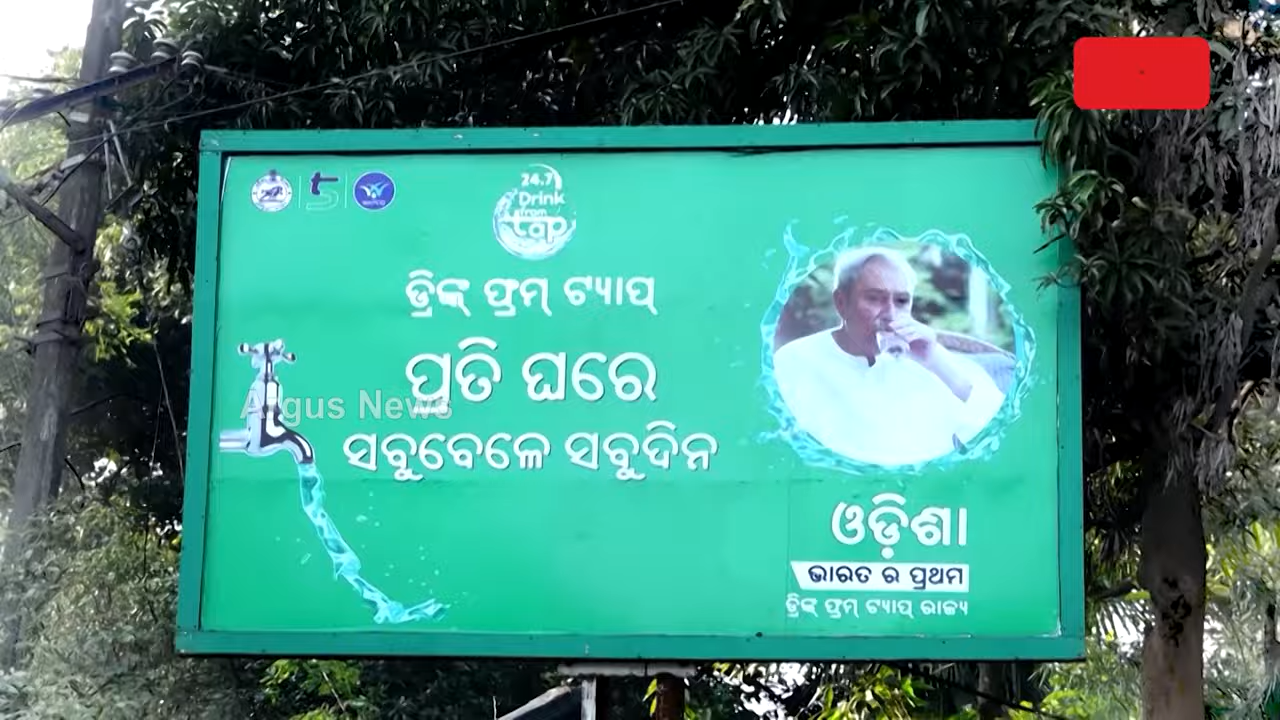 24.7
Drink
from
tap
ଡ୍ରିଙ୍କ ଫ୍ରମ୍ ଟ୍ୟାପ୍
ପ୍ରତି ଘରେ
ସବୁବେଳେ ସବୁଦିନ
Argus News
ଓଡ଼ିଶା
ଭାରତ ର ପ୍ରଥମ
ଡ୍ରିଙ୍କ ଫ୍ରମ୍ ଟ୍ୟାପ୍ ରାଜ୍ୟ